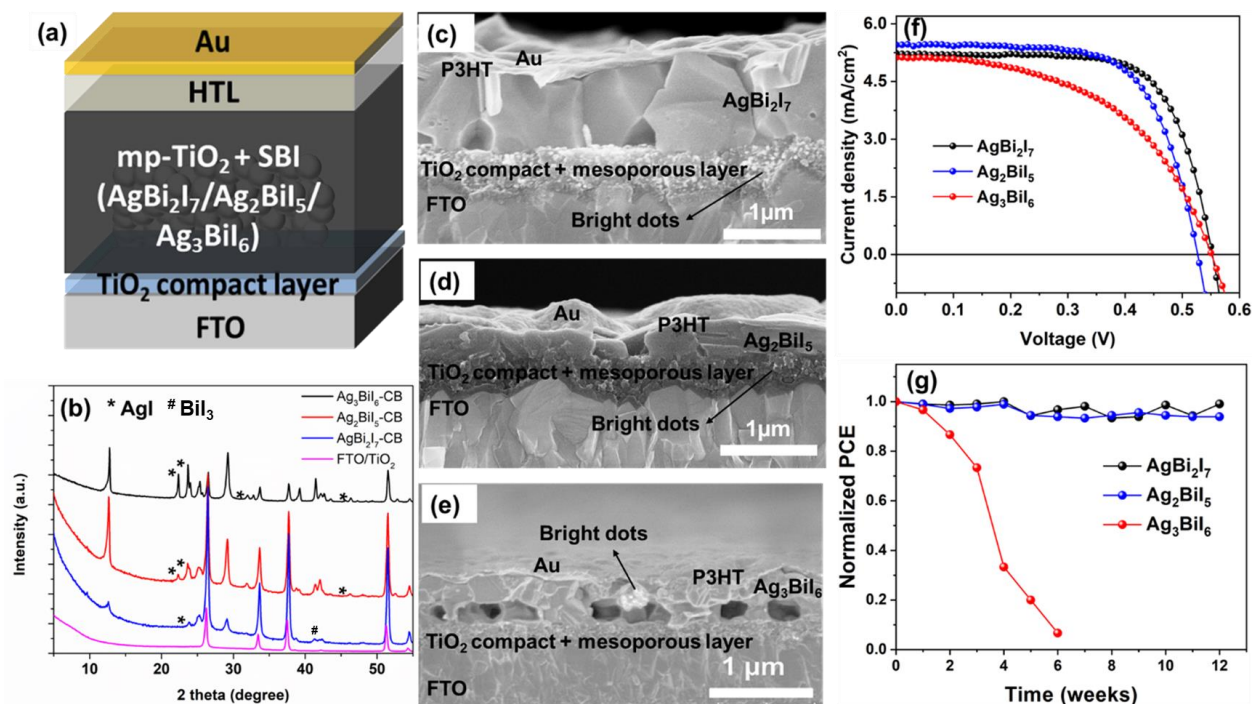 (a)
Au
HTL
mp-TiO₂ + SBI
(AgBi₂I₇/Ag₂BiI₅/
Ag₃BiI₆)
TiO₂ compact layer
FTO
(b)
* AgI # BiI₃
Ag₃BiI₆-CB
Ag₂BiI₅-CB
AgBi₂I₇-CB
FTO/TiO₂
* * * *
* * *
* #
Intensity (a.u.)
10 20 30 40 50
2 theta (degree)
(c)
P3HT
Au
AgBi₂I₇
TiO₂ compact + mesoporous layer
FTO
Bright dots
1μm
(d)
Au
P3HT
Ag₂BiI₅
TiO₂ compact + mesoporous layer
FTO
Bright dots
1μm
(e)
Bright dots
Au
P3HT
Ag₃BiI₆
TiO₂ compact + mesoporous layer
FTO
1 μm
(f)
Current density (mA/cm²)
6.0
4.5
3.0
1.5
0.0
AgBi₂I₇
Ag₂BiI₅
Ag₃BiI₆
0.0 0.1 0.2 0.3 0.4 0.5 0.6
Voltage (V)
(g)
Normalized PCE
1.0
0.8
0.6
0.4
0.2
0.0
AgBi₂I₇
Ag₂BiI₅
Ag₃BiI₆
0 2 4 6 8 10 12
Time (weeks)